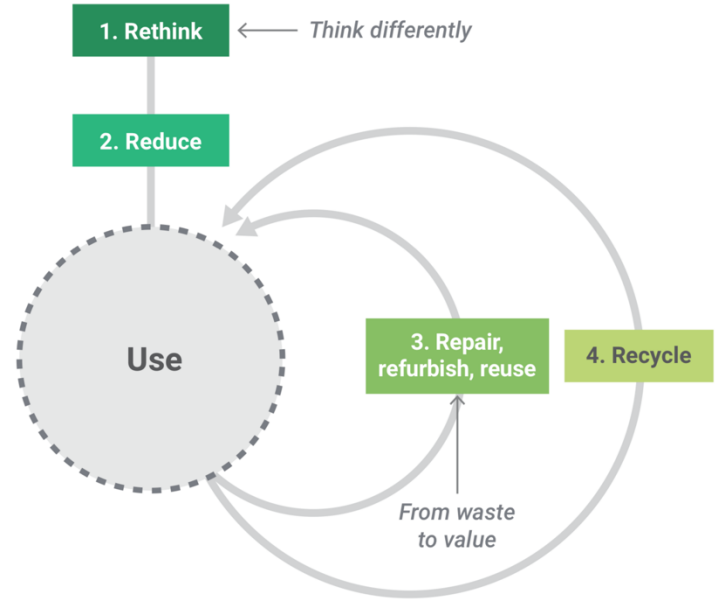 1. Rethink
Think differently
2. Reduce
Use
3. Repair,
refurbish, reuse
4. Recycle
From waste
to value